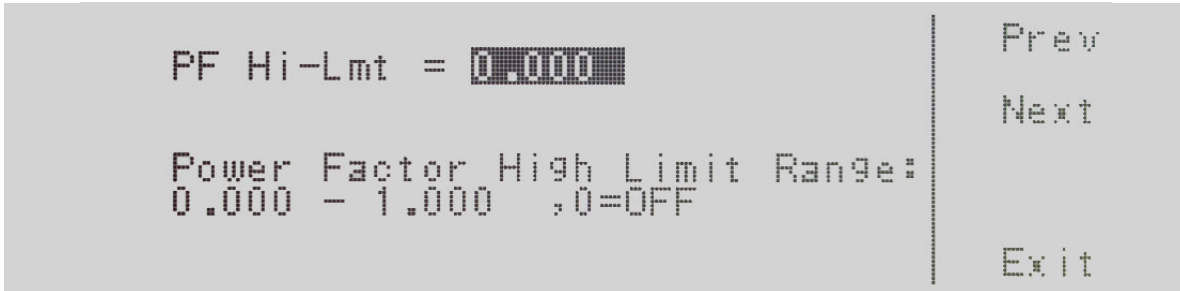 PF Hi-Lmt = 0.000
Power Factor High Limit Range:
0.000 - 1.000 ,0=OFF
Prev
Next
Exit